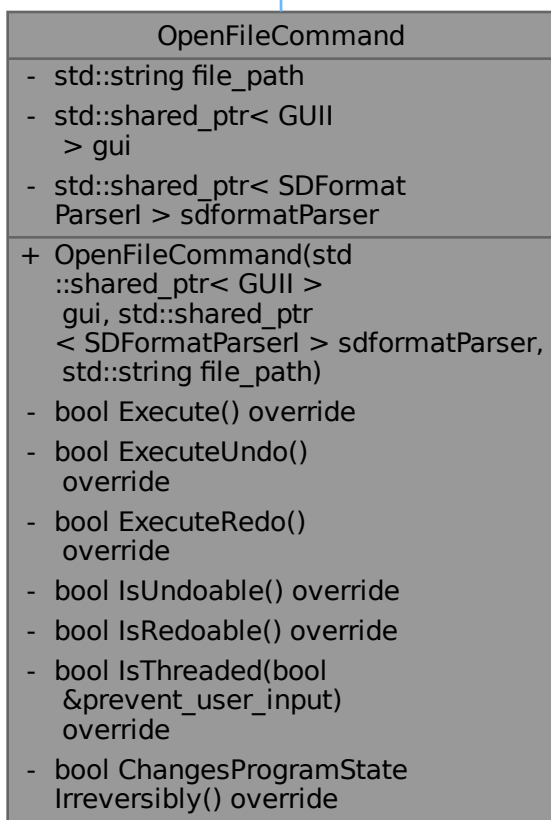 OpenFileCommand
- std::string file_path
- std::shared_ptr< GUII
> gui
- std::shared_ptr< SDFormat
ParserI > sdformatParser
+ OpenFileCommand(std
::shared_ptr< GUII >
gui, std::shared_ptr
< SDFormatParserI > sdformatParser,
std::string file_path)
- bool Execute() override
- bool ExecuteUndo()
override
- bool ExecuteRedo()
override
- bool IsUndoable() override
- bool IsRedoable() override
- bool IsThreaded(bool
&prevent_user_input)
override
- bool ChangesProgramState
Irreversibly() override